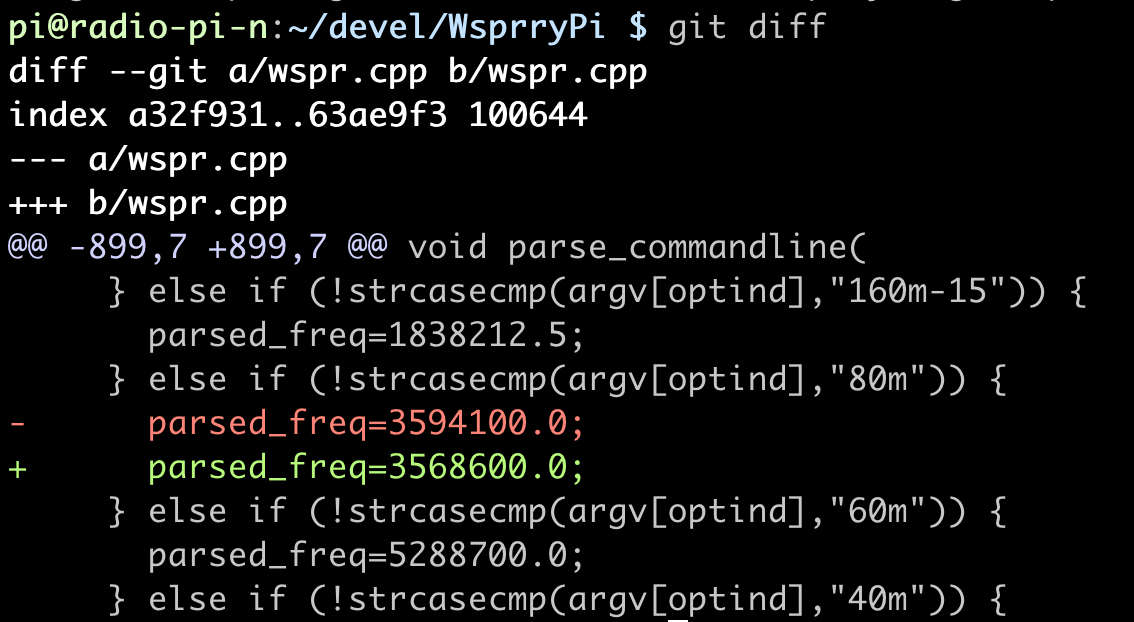 pi@radio-pi-n:~/devel/WsprryPi $ git diff
diff --git a/wspr.cpp b/wspr.cpp
index a32f931..63ae9f3 100644
--- a/wspr.cpp
+++ b/wspr.cpp
@@ -899,7 +899,7 @@ void parse_commandline(
     } else if (!strcasecmp(argv[optind],"160m-15")) {
       parsed_freq=1838212.5;
     } else if (!strcasecmp(argv[optind],"80m")) {
-      parsed_freq=3594100.0;
+      parsed_freq=3568600.0;
     } else if (!strcasecmp(argv[optind],"60m")) {
       parsed_freq=5288700.0;
     } else if (!strcasecmp(argv[optind],"40m")) {